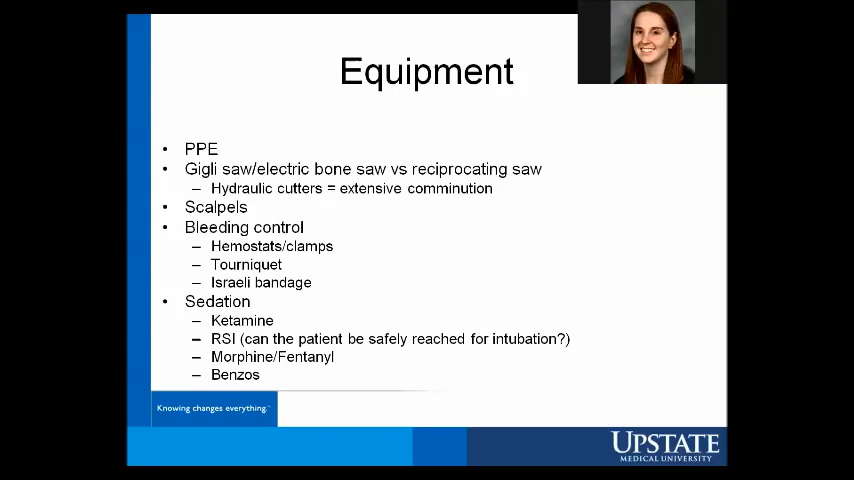 Equipment
• PPE
• Gigli saw/electric bone saw vs reciprocating saw
– Hydraulic cutters = extensive comminution
• Scalpels
• Bleeding control
– Hemostats/clamps
– Tourniquet
– Israeli bandage
• Sedation
– Ketamine
– RSI (can the patient be safely reached for intubation?)
– Morphine/Fentanyl
– Benzos
Knowing changes everything.™
UPSTATE
MEDICAL UNIVERSITY